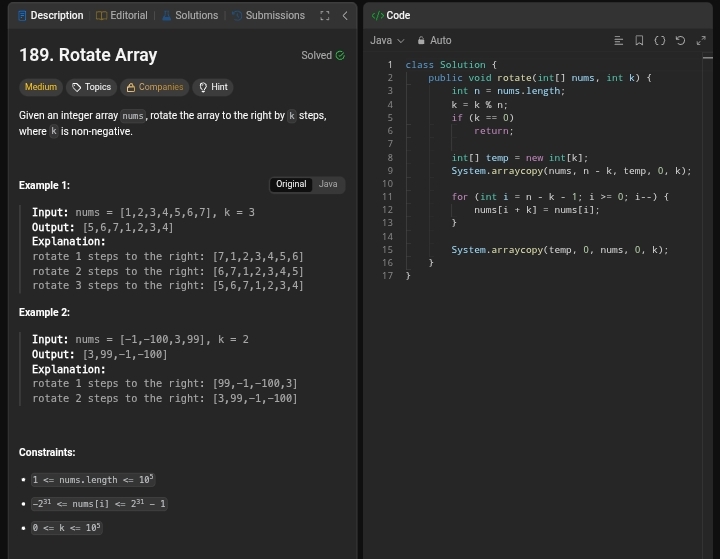 Description
Editorial
Solutions
Submissions
189. Rotate Array
Solved
Medium
Topics
Companies
Hint
Given an integer array nums, rotate the array to the right by k steps,
where k is non-negative.
Example 1:
Original Java
Input: nums = [1,2,3,4,5,6,7], k = 3
Output: [5,6,7,1,2,3,4]
Explanation:
rotate 1 steps to the right: [7,1,2,3,4,5,6]
rotate 2 steps to the right: [6,7,1,2,3,4,5]
rotate 3 steps to the right: [5,6,7,1,2,3,4]
Example 2:
Input: nums = [-1,-100,3,99], k = 2
Output: [3,99,-1,-100]
Explanation:
rotate 1 steps to the right: [99,-1,-100,3]
rotate 2 steps to the right: [3,99,-1,-100]
Constraints:
• 1 <= nums.length <= 10⁵
• -2³¹ <= nums[i] <= 2³¹ - 1
• 0 <= k <= 10⁵
</> Code
Java
Auto
1 class Solution {
2     public void rotate(int[] nums, int k) {
3         int n = nums.length;
4         k = k % n;
5         if (k == 0)
6             return;
7
8         int[] temp = new int[k];
9         System.arraycopy(nums, n - k, temp, 0, k);
10
11         for (int i = n - k - 1; i >= 0; i--) {
12             nums[i + k] = nums[i];
13         }
14
15         System.arraycopy(temp, 0, nums, 0, k);
16     }
17 }